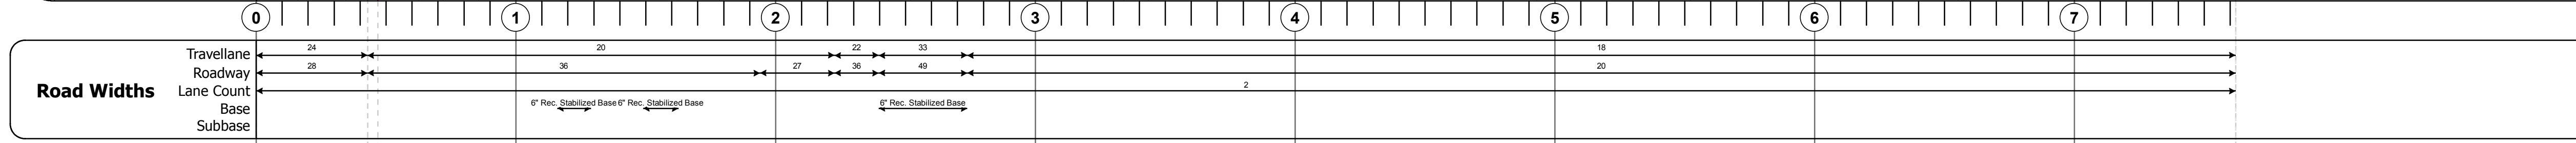 0 1 2 3 4 5 6 7
Travellane 24 20 22 33 18
Roadway 28 36 27 36 49 20
Road Widths
Lane Count 2
Base 6" Rec. Stabilized Base 6" Rec. Stabilized Base 6" Rec. Stabilized Base
Subbase